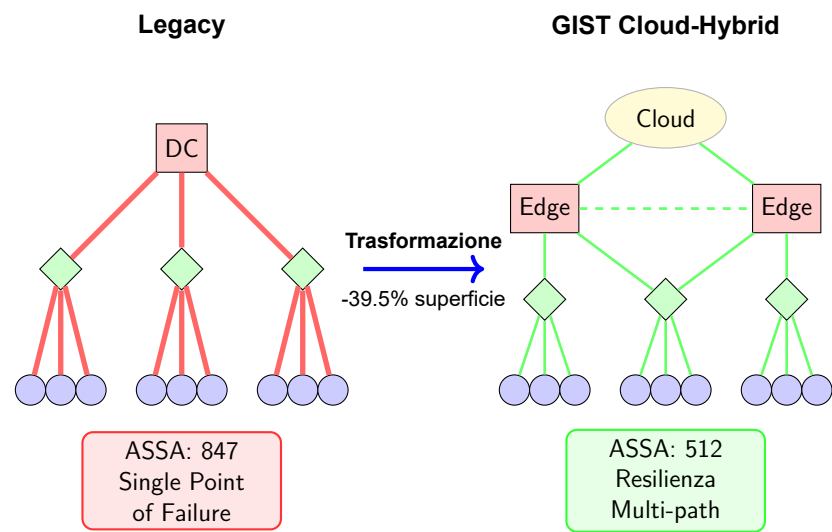 Legacy
GIST Cloud-Hybrid
DC
Cloud
Edge
Edge
Trasformazione
-39.5% superficie
ASSA: 847
Single Point
of Failure
ASSA: 512
Resilienza
Multi-path